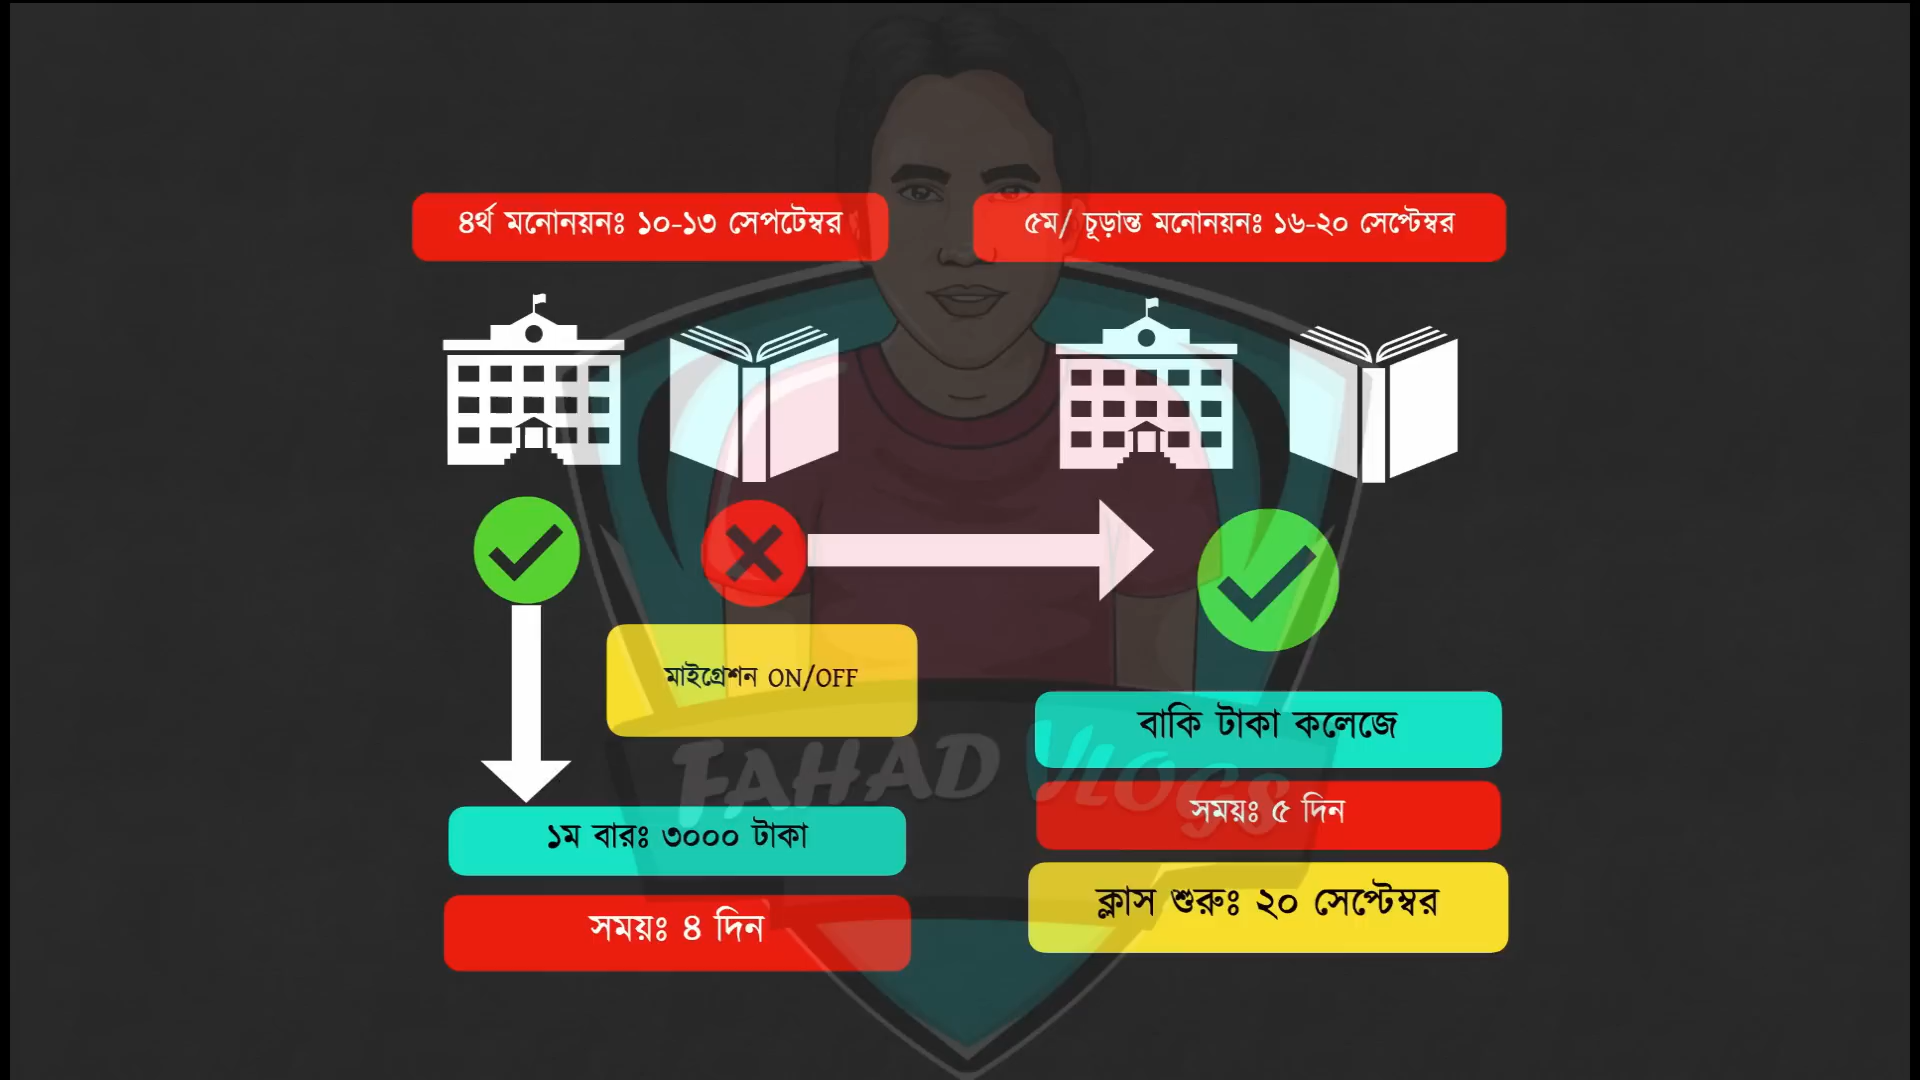 ৪র্থ মনোনয়নঃ ১০-১৩ সেপটেম্বর
৫ম/ চূড়ান্ত মনোনয়নঃ ১৬-২০ সেপ্টেম্বর
মাইগ্রেশন ON/OFF
১ম বারঃ ৩০০০ টাকা
সময়ঃ ৪ দিন
বাকি টাকা কলেজে
সময়ঃ ৫ দিন
ক্লাস শুরুঃ ২০ সেপ্টেম্বর
FAHAD VLOGS